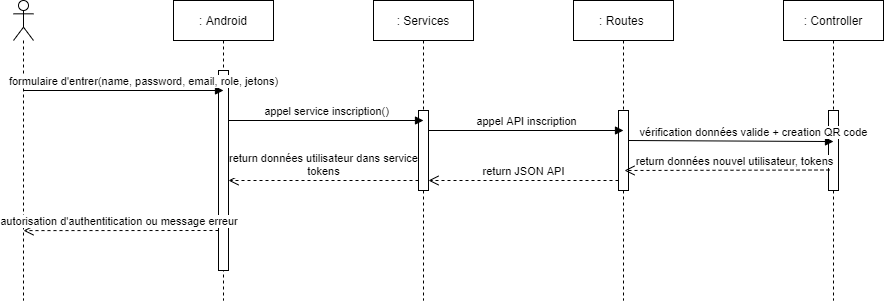 : Android
: Services
: Routes
: Controller
formulaire d'entrer(name, password, email, role, jetons)
appel service inscription()
appel API inscription
vérification données valide + creation QR code
return données utilisateur dans service
tokens
return JSON API
return données nouvel utilisateur, tokens
autorisation d'authentitication ou message erreur